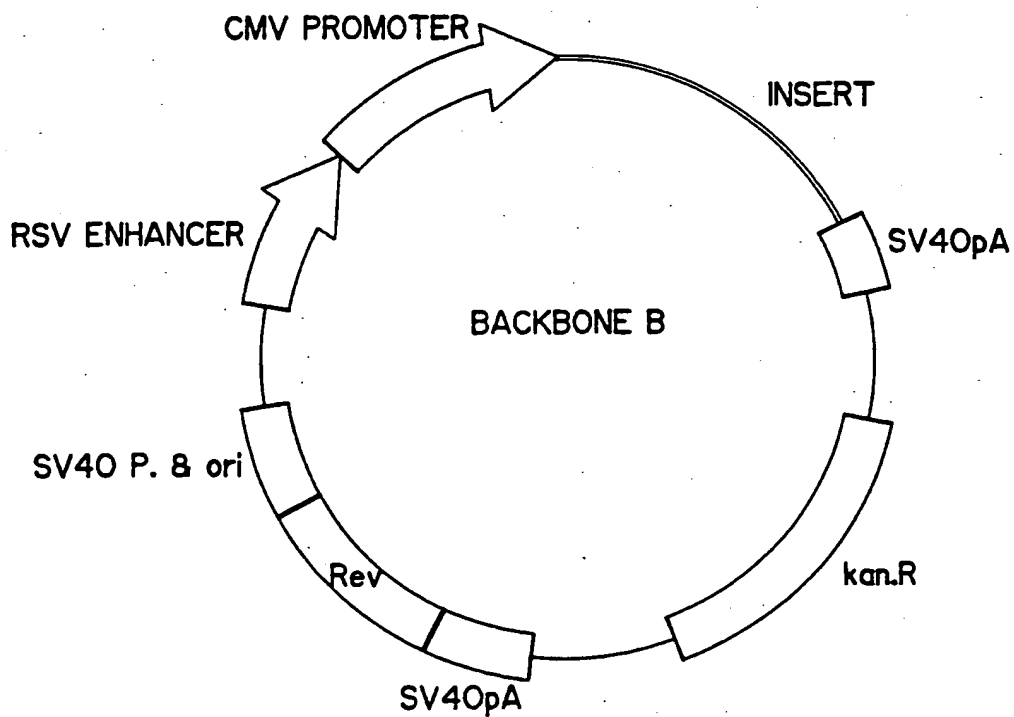 CMV PROMOTER
INSERT
RSV ENHANCER
SV40pA
BACKBONE B
SV40 P. & ori
Rev
kan.R
SV40pA